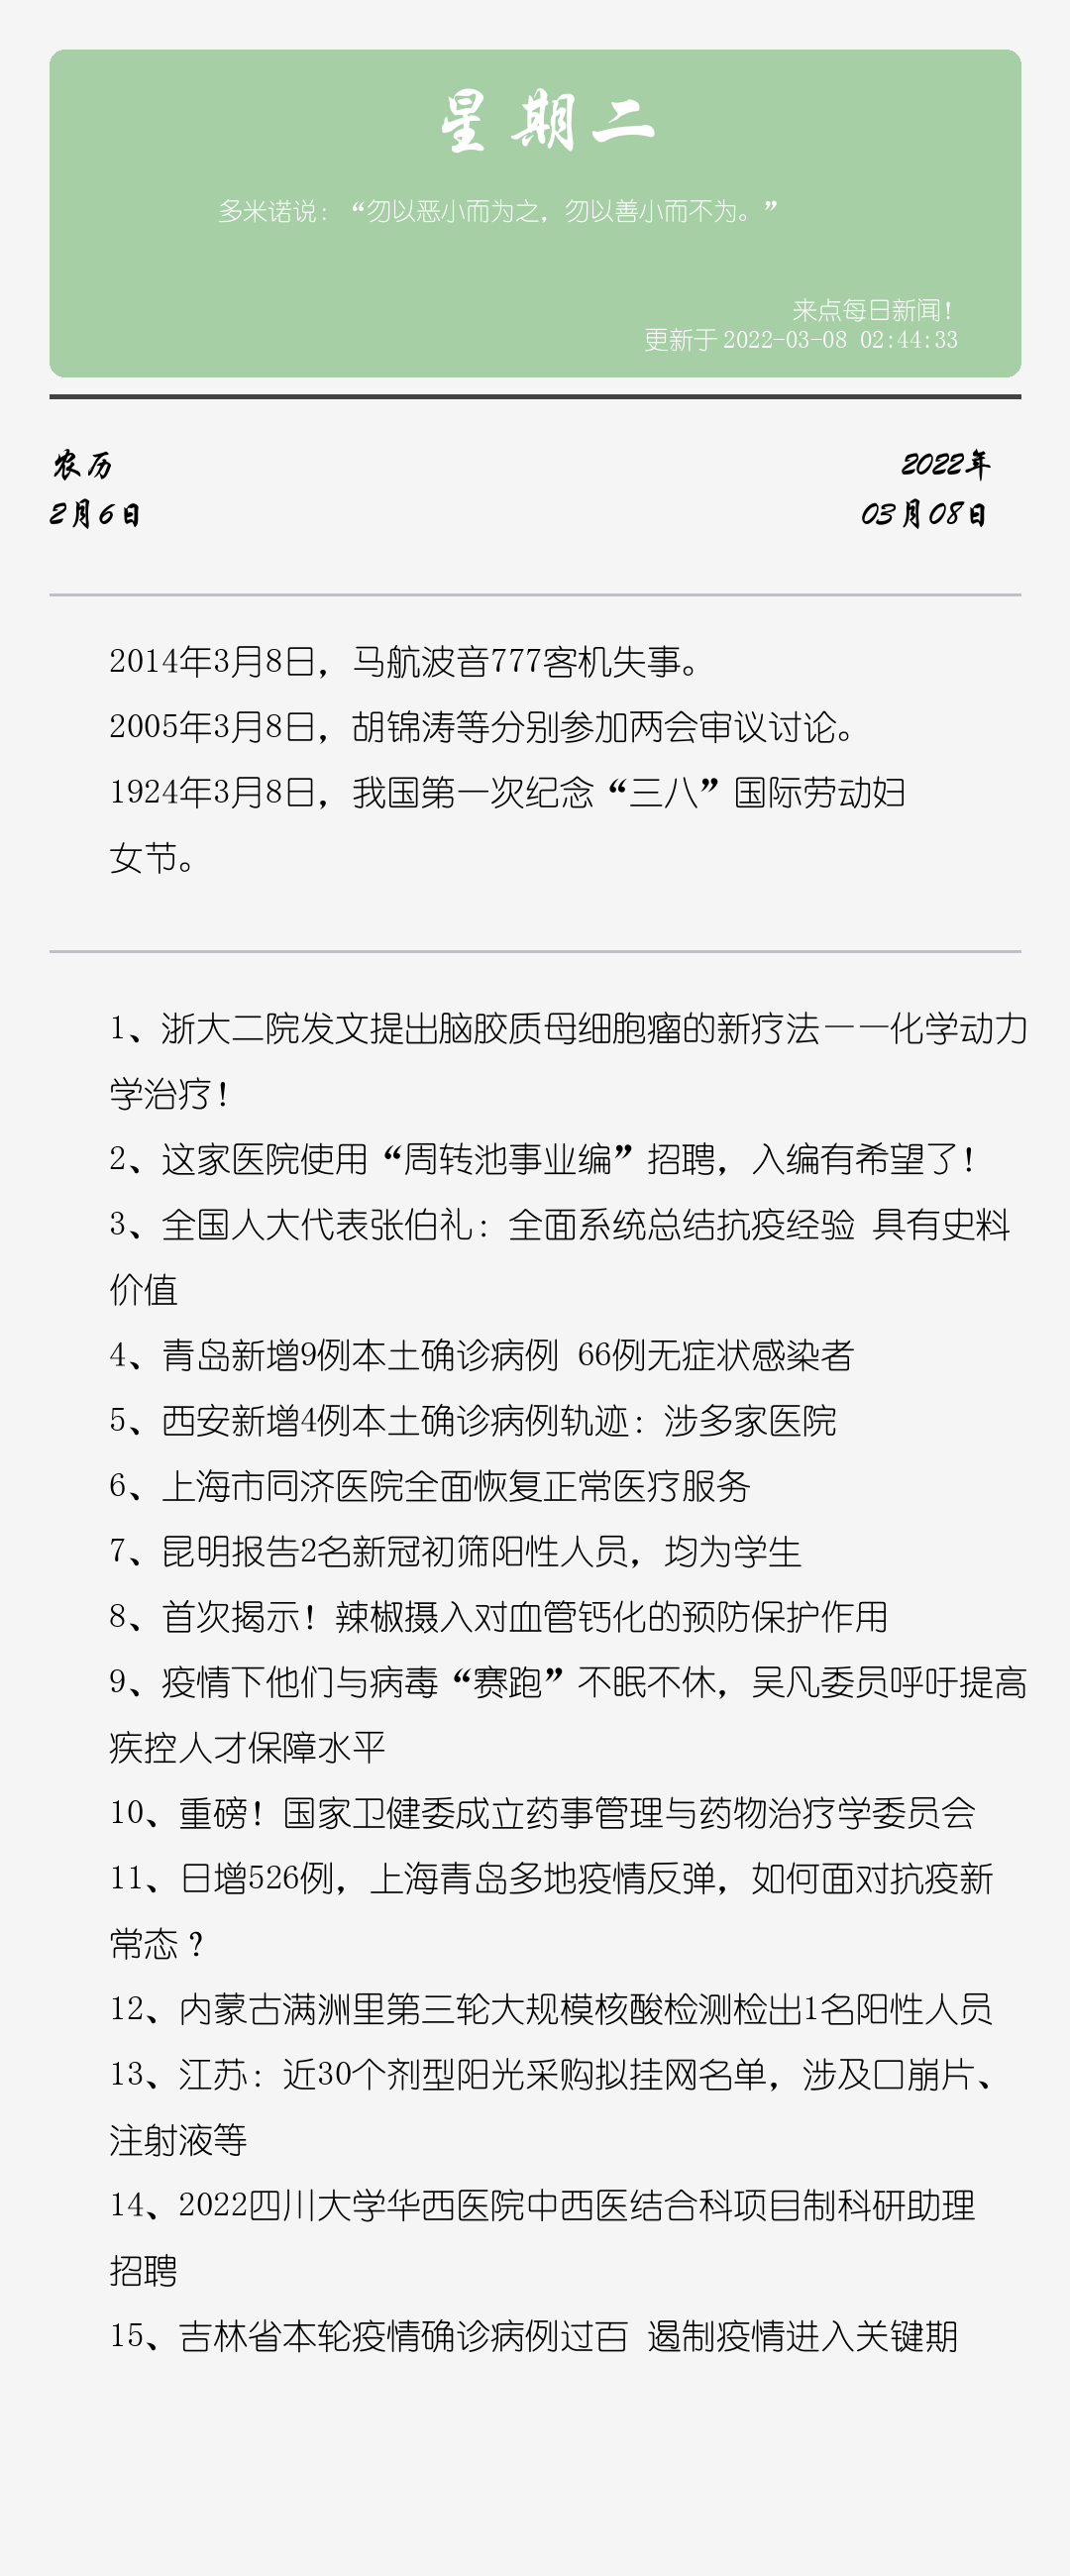 星期二
多米诺说：“勿以恶小而为之，勿以善小而不为。”
来点每日新闻！
更新于 2022-03-08 02:44:33
农历
2022年
2月6日
03月08日
2014年3月8日，马航波音777客机失事。
2005年3月8日，胡锦涛等分别参加两会审议讨论。
1924年3月8日，我国第一次纪念“三八”国际劳动妇
女节。
1、浙大二院发文提出脑胶质母细胞瘤的新疗法——化学动力
学治疗！
2、这家医院使用“周转池事业编”招聘，入编有希望了！
3、全国人大代表张伯礼：全面系统总结抗疫经验 具有史料
价值
4、青岛新增9例本土确诊病例 66例无症状感染者
5、西安新增4例本土确诊病例轨迹：涉多家医院
6、上海市同济医院全面恢复正常医疗服务
7、昆明报告2名新冠初筛阳性人员，均为学生
8、首次揭示！辣椒摄入对血管钙化的预防保护作用
9、疫情下他们与病毒“赛跑”不眠不休，吴凡委员呼吁提高
疾控人才保障水平
10、重磅！国家卫健委成立药事管理与药物治疗学委员会
11、日增526例，上海青岛多地疫情反弹，如何面对抗疫新
常态？
12、内蒙古满洲里第三轮大规模核酸检测检出1名阳性人员
13、江苏：近30个剂型阳光采购拟挂网名单，涉及口崩片、
注射液等
14、2022四川大学华西医院中西医结合科项目制科研助理
招聘
15、吉林省本轮疫情确诊病例过百 遏制疫情进入关键期